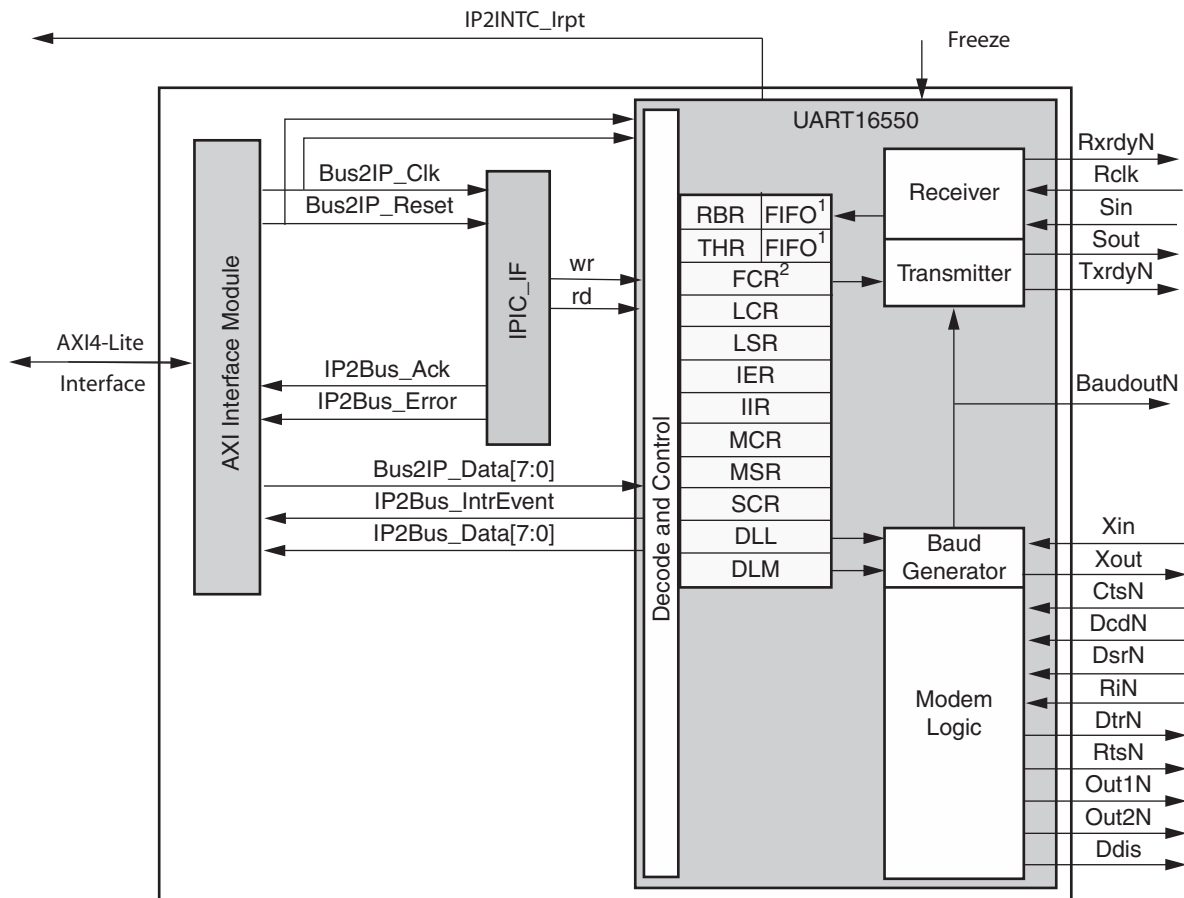 IP2INTC_Irpt
Freeze
UART16550
AXI4-Lite
Interface
AXI Interface Module
Bus2IP_Clk
Bus2IP_Reset
IPIC_IF
wr
rd
IP2Bus_Ack
IP2Bus_Error
Bus2IP_Data[7:0]
IP2Bus_IntrEvent
IP2Bus_Data[7:0]
Decode and Control
RBR FIFO1
THR FIFO1
FCR2
LCR
LSR
IER
IIR
MCR
MSR
SCR
DLL
DLM
Receiver
Transmitter
Baud
Generator
Modem
Logic
RxrdyN
Rclk
Sin
Sout
TxrdyN
BaudoutN
Xin
Xout
CtsN
DcdN
DsrN
RiN
DtrN
RtsN
Out1N
Out2N
Ddis